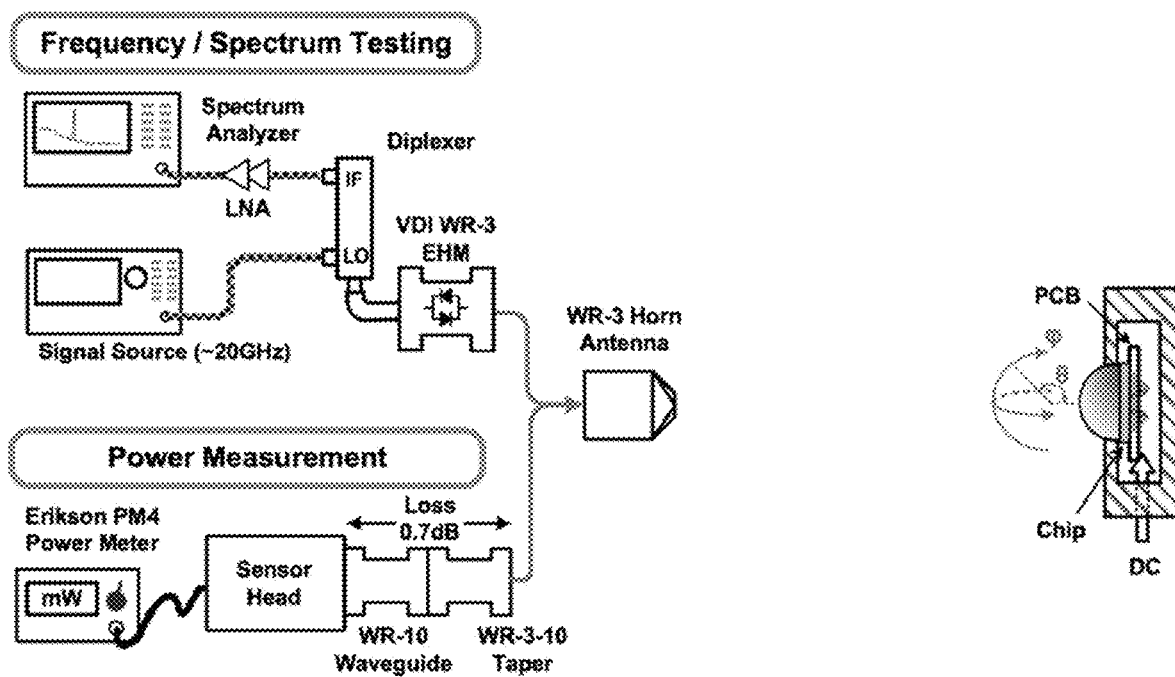 Frequency / Spectrum Testing
Spectrum
Analyzer
LNA
Diplexer
IF
LO
VDI WR-3
EHM
Signal Source (~20GHz)
WR-3 Horn
Antenna
Power Measurement
Erikson PM4
Power Meter
mW
Sensor
Head
Loss
0.7dB
WR-10
Waveguide
WR-3-10
Taper
PCB
φ
θ
Chip
DC